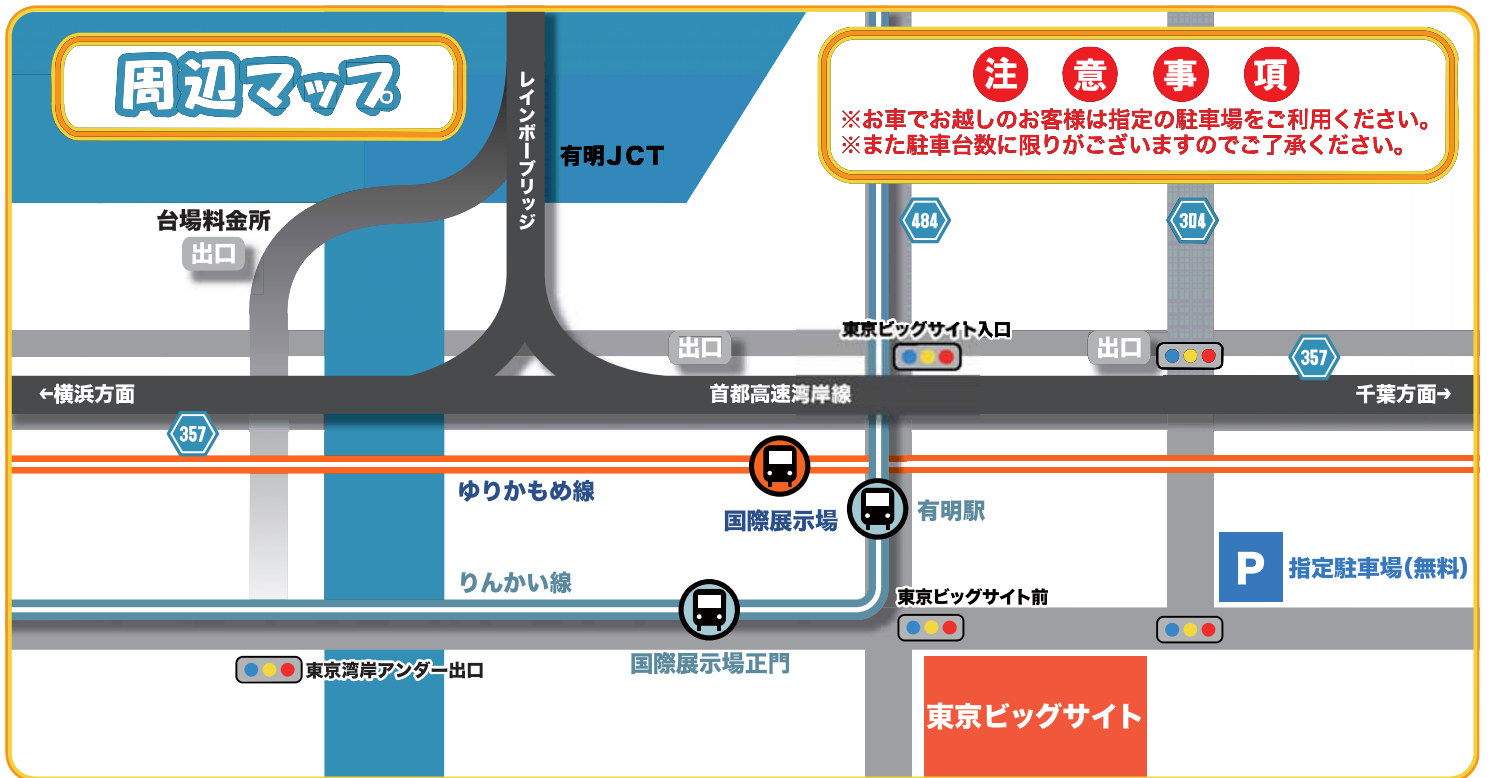 周辺マップ
注意事項
※お車でお越しのお客様は指定の駐車場をご利用ください。
※また駐車台数に限りがございますのでご了承ください。
レインボーブリッジ
有明JCT
台場料金所
出口
484
304
東京ビッグサイト入口
出口
出口
357
←横浜方面
首都高速湾岸線
千葉方面→
357
ゆりかもめ線
国際展示場
有明駅
りんかい線
指定駐車場(無料)
P
東京ビッグサイト前
国際展示場正門
東京湾岸アンダー出口
東京ビッグサイト